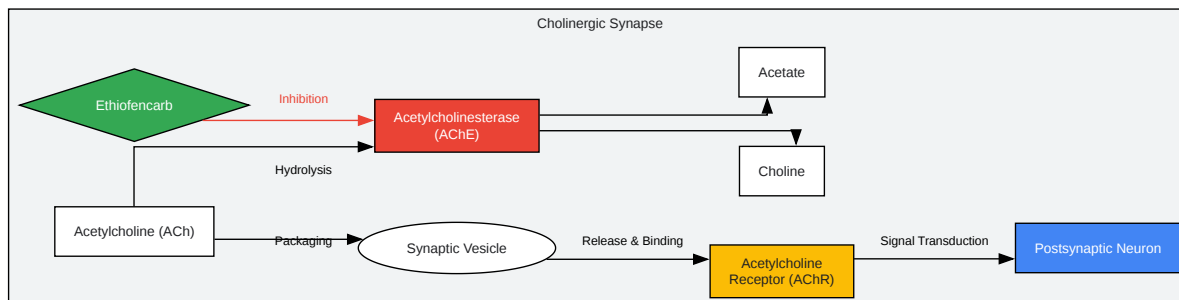 Cholinergic Synapse
Ethiofencarb
Inhibition
Acetylcholinesterase
(AChE)
Acetate
Hydrolysis
Choline
Acetylcholine (ACh)
Packaging
Synaptic Vesicle
Release & Binding
Acetylcholine
Receptor (AChR)
Signal Transduction
Postsynaptic Neuron